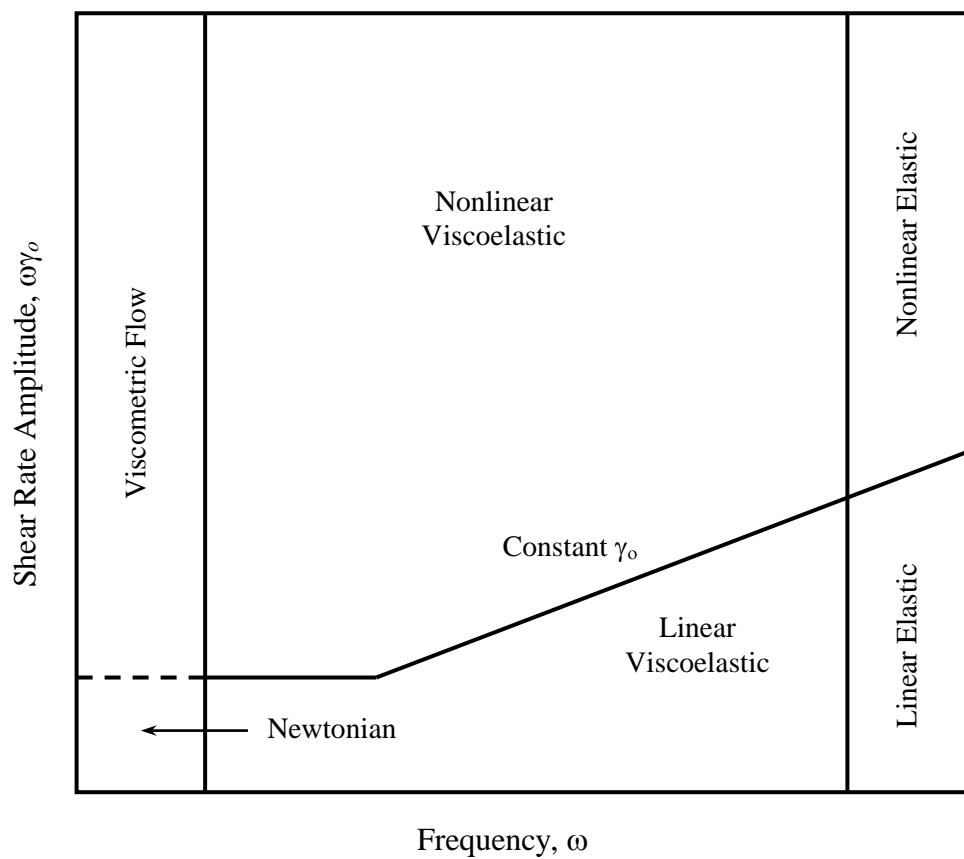 Nonlinear
Viscoelastic
Nonlinear Elastic
Viscometric Flow
Shear Rate Amplitude, ωγo
Constant γo
Linear
Viscoelastic
Linear Elastic
Newtonian
Frequency, ω